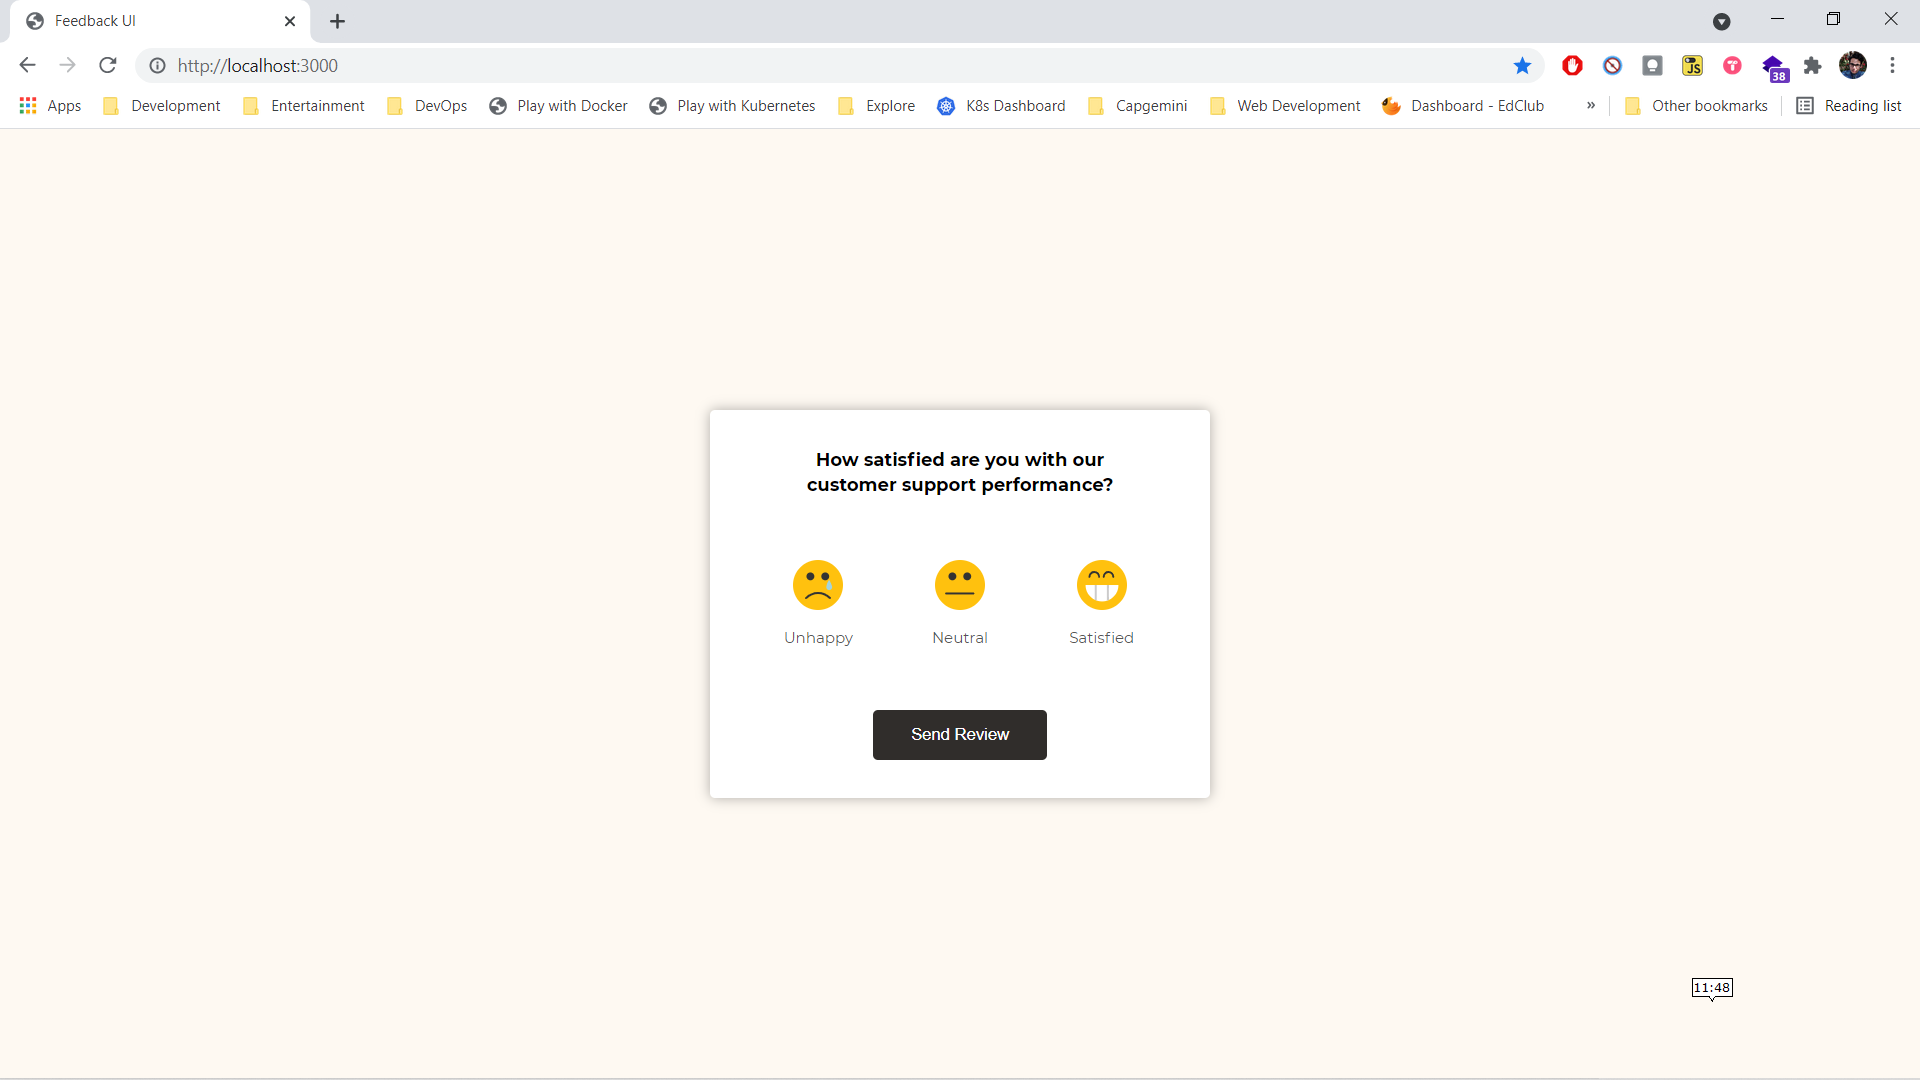 Feedback UI
http://localhost:3000
JS
38
Apps
Development
Entertainment
DevOps
Play with Docker
Play with Kubernetes
Explore
K8s Dashboard
Capgemini
Web Development
Dashboard - EdClub
»
Other bookmarks
Reading list
How satisfied are you with our
customer support performance?
Unhappy
Neutral
Satisfied
Send Review
11:48